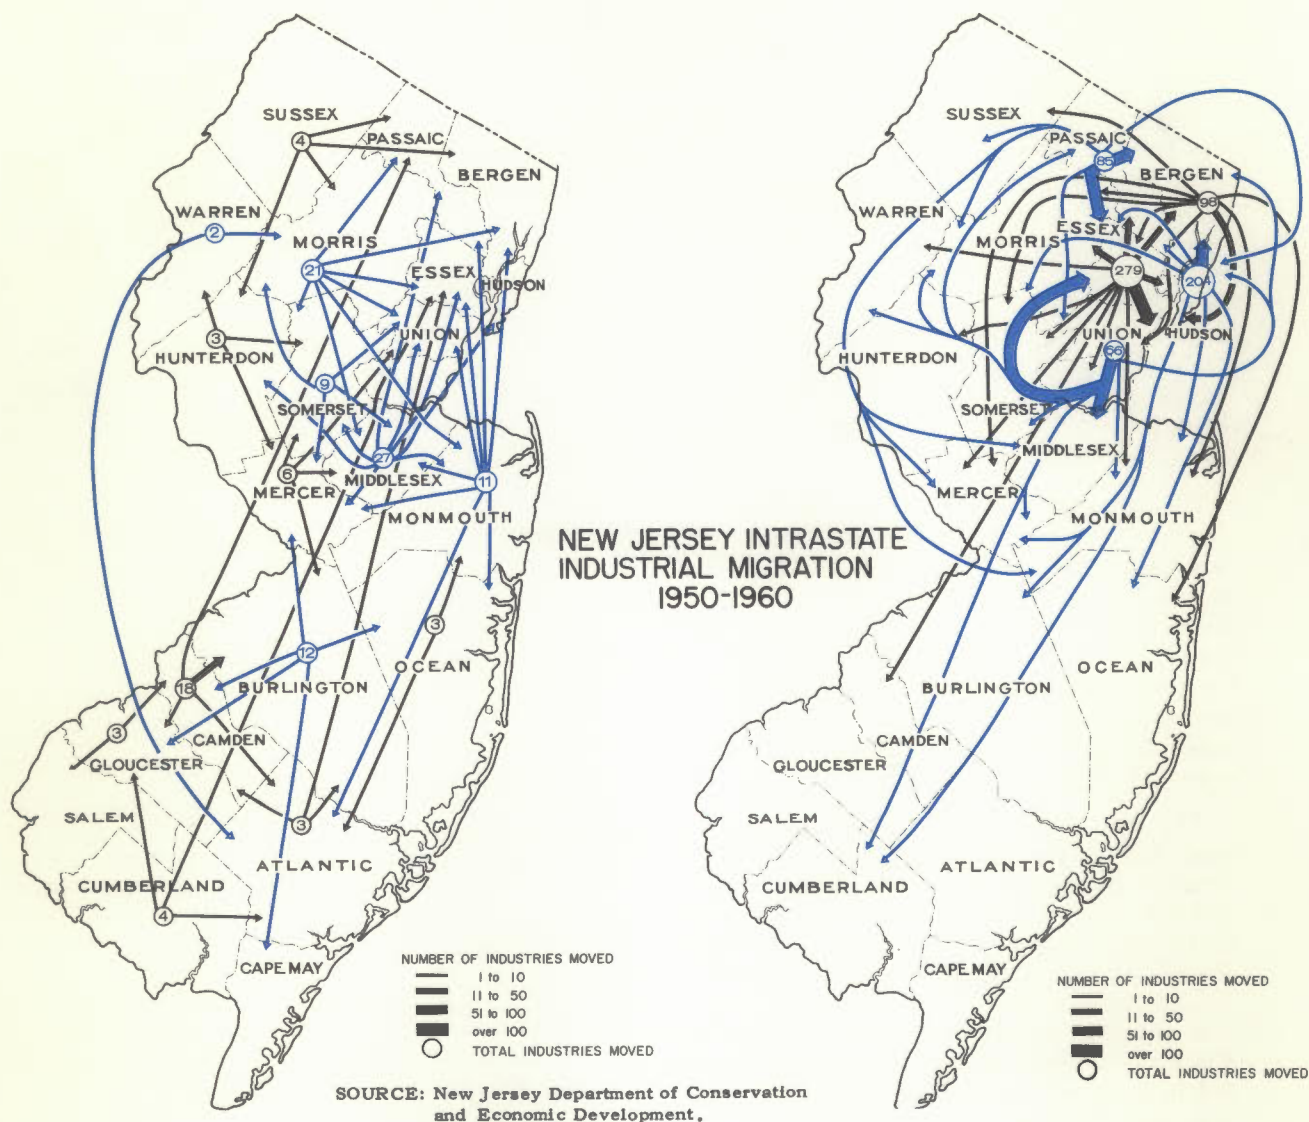 SUSSEX
4
PASSAIC
BERGEN
WARREN
2
MORRIS
21
ESSEX
HUDSON
3
HUNTERDON
UNION
9
SOMERSET
27
6
MERCER
MIDDLESEX
11
MONMOUTH
3
12
OCEAN
18
BURLINGTON
3
CAMDEN
GLOUCESTER
SALEM
3
ATLANTIC
CUMBERLAND
4
CAPE MAY
NUMBER OF INDUSTRIES MOVED
1 to 10
11 to 50
51 to 100
over 100
TOTAL INDUSTRIES MOVED
NEW JERSEY INTRASTATE
INDUSTRIAL MIGRATION
1950-1960
SUSSEX
PASSAIC
85
BERGEN
98
WARREN
ESSEX
MORRIS
279
204
UNION
HUDSON
66
HUNTERDON
SOMERSET
MIDDLESEX
MERCER
MONMOUTH
OCEAN
BURLINGTON
CAMDEN
GLOUCESTER
SALEM
ATLANTIC
CUMBERLAND
CAPE MAY
NUMBER OF INDUSTRIES MOVED
1 to 10
11 to 50
51 to 100
over 100
TOTAL INDUSTRIES MOVED
SOURCE: New Jersey Department of Conservation
and Economic Development.